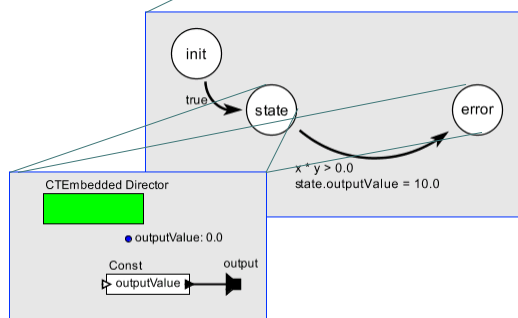 init
true
state
error
x * y > 0.0
state.outputValue = 10.0
CTEmbedded Director
outputValue: 0.0
Const
output
outputValue